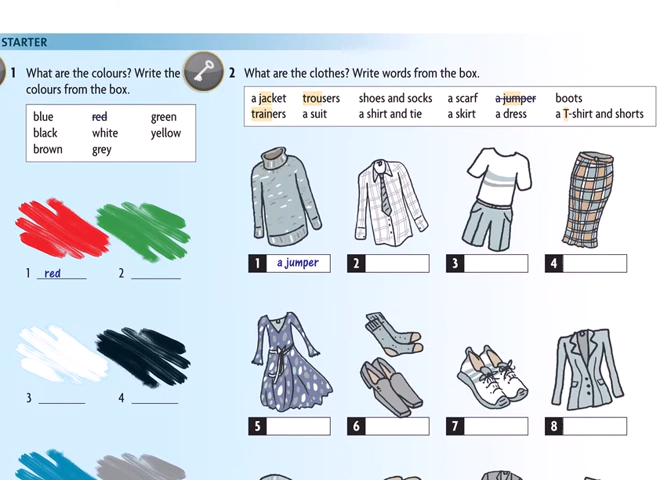 STARTER
1 What are the colours? Write the colours from the box.
blue red green
black white yellow
brown grey
1 red 2
3 4
2 What are the clothes? Write words from the box.
a jacket trousers shoes and socks a scarf a jumper boots
trainers a suit a shirt and tie a skirt a dress a T-shirt and shorts
1 a jumper 2 3 4
5 6 7 8